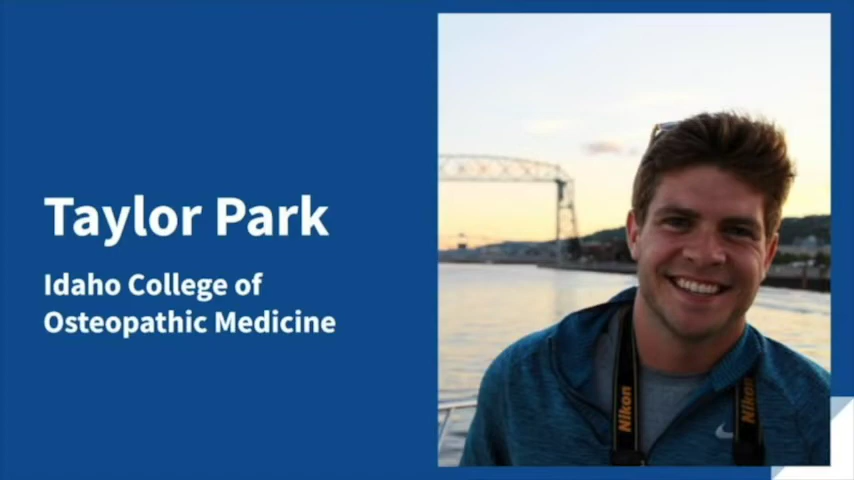 Taylor Park
Idaho College of
Osteopathic Medicine
Nikon
Nikon